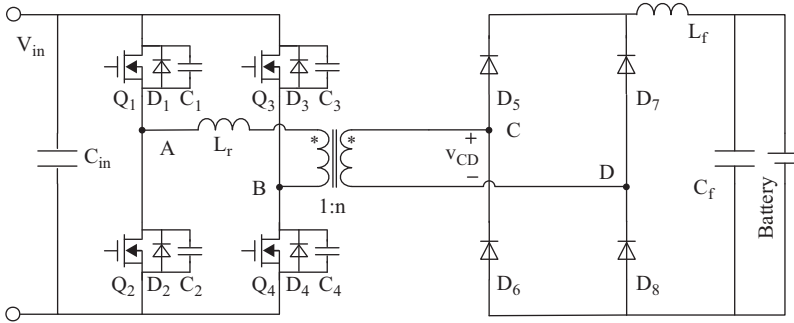 V_in
Q_1 D_1 C_1
Q_3 D_3 C_3
D_5
D_7
L_f
A
L_r
*
*
+
v_CD
−
C
C_in
B
D
C_f
Battery
1:n
Q_2 D_2 C_2
Q_4 D_4 C_4
D_6
D_8